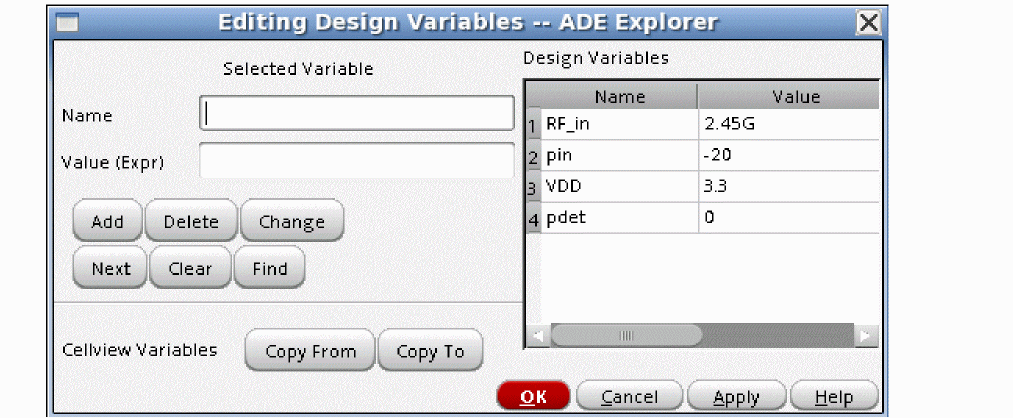 Editing Design Variables -- ADE Explorer
Selected Variable
Name
Value (Expr)
Add Delete Change
Next Clear Find
Cellview Variables Copy From Copy To
Design Variables
Name Value
1 RF_in 2.45G
2 pin -20
3 VDD 3.3
4 pdet 0
OK Cancel Apply Help